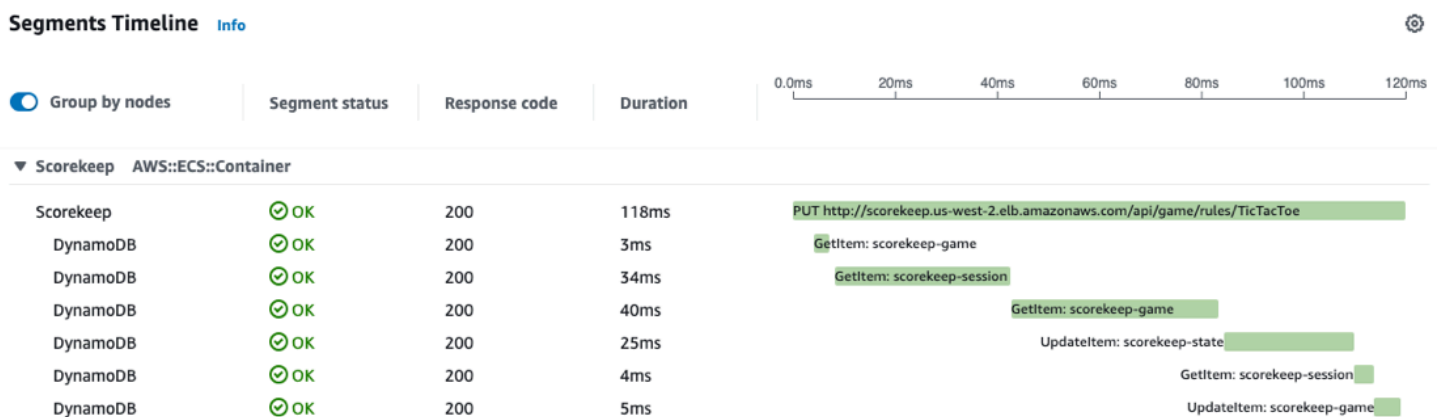 Segments Timeline Info
0.0ms 20ms 40ms 60ms 80ms 100ms 120ms
Group by nodes Segment status Response code Duration
Scorekeep AWS::ECS::Container
Scorekeep OK 200 118ms PUT http://scorekeep.us-west-2.elb.amazonaws.com/api/game/rules/TicTacToe
DynamoDB OK 200 3ms GetItem: scorekeep-game
DynamoDB OK 200 34ms GetItem: scorekeep-session
DynamoDB OK 200 40ms GetItem: scorekeep-game
DynamoDB OK 200 25ms UpdateItem: scorekeep-state
DynamoDB OK 200 4ms GetItem: scorekeep-session
DynamoDB OK 200 5ms UpdateItem: scorekeep-game